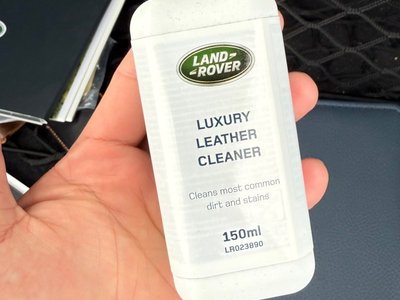 LAND-
-ROVER
LUXURY
LEATHER
CLEANER
Cleans most common
dirt and stains
150ml
LR023890